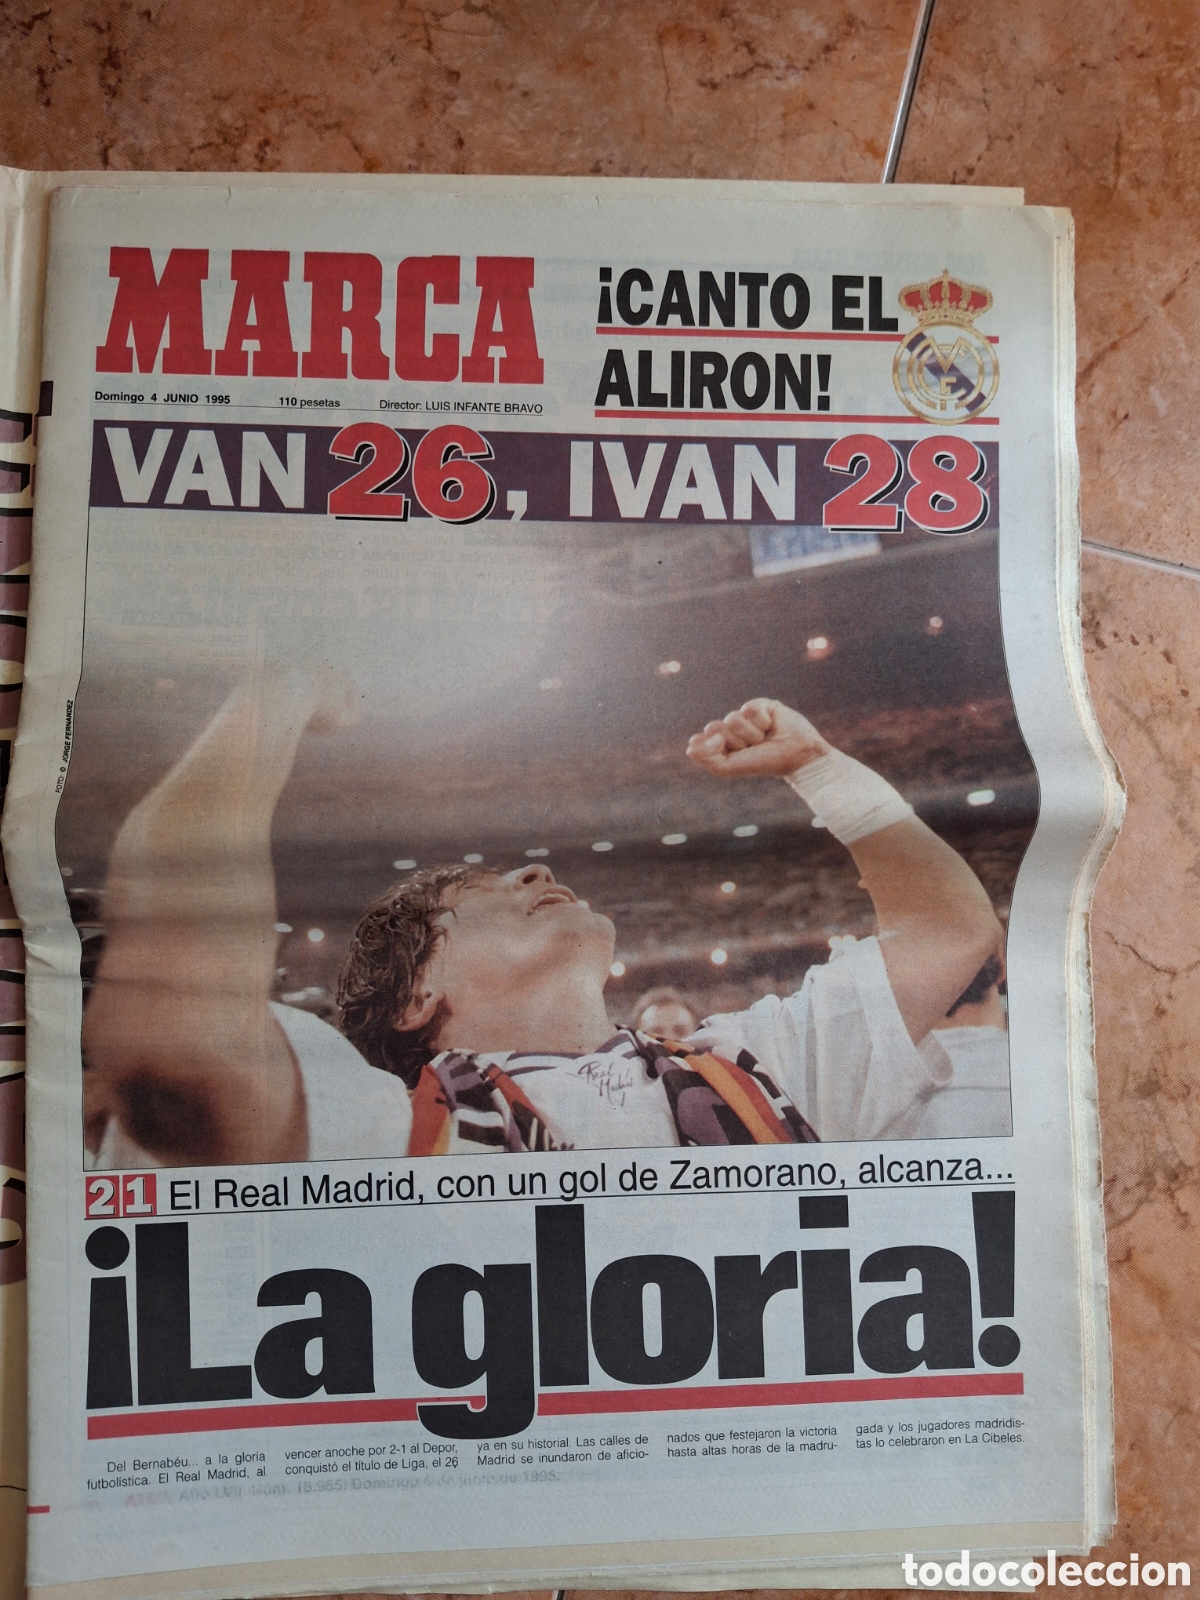 MARCA
¡CANTO EL
ALIRON!
Domingo 4 JUNIO 1995 110 pesetas Director: LUIS INFANTE BRAVO
VAN 26, IVAN 28
FOTO: © JORGE FERNANDEZ
Real
Madrid
2 1 El Real Madrid, con un gol de Zamorano, alcanza...
¡La gloria!
Del Bernabéu... a la gloria
futbolística. El Real Madrid, al
vencer anoche por 2-1 al Depor,
conquistó el título de Liga, el 26
ya en su historial. Las calles de
Madrid se inundaron de aficio-
nados que festejaron la victoria
hasta altas horas de la madru-
gada y los jugadores madridis-
tas lo celebraron en La Cibeles.
todocoleccion